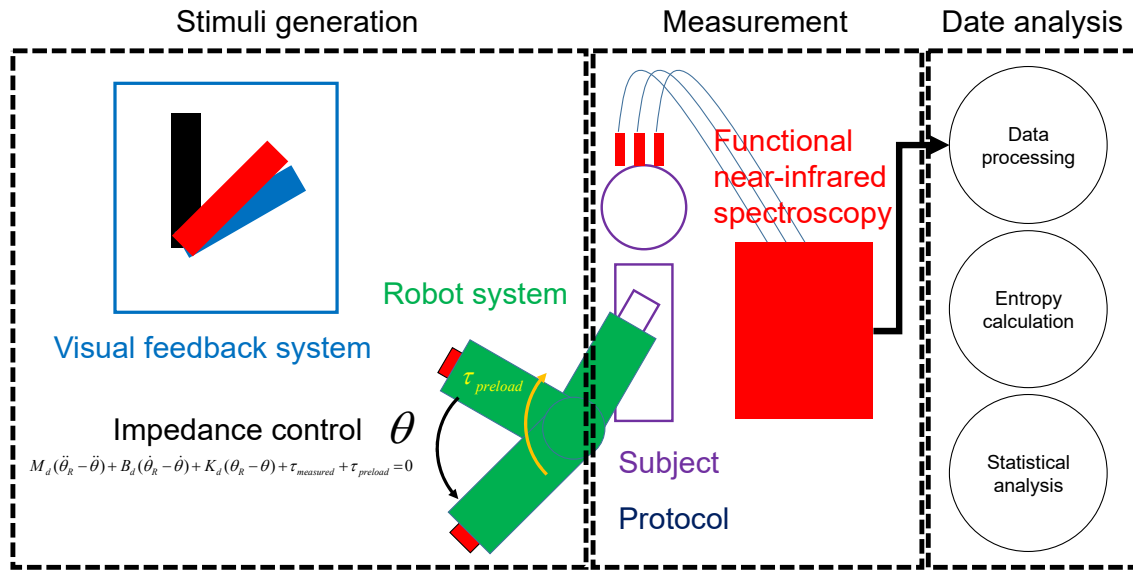 Stimuli generation
Measurement
Date analysis
Visual feedback system
Robot system
τ preload
Impedance control θ
M_d(θ̈_R − θ̈) + B_d(θ̇_R − θ̇) + K_d(θ_R − θ) + τ_measured + τ_preload = 0
Functional
near-infrared
spectroscopy
Subject
Protocol
Data
processing
Entropy
calculation
Statistical
analysis